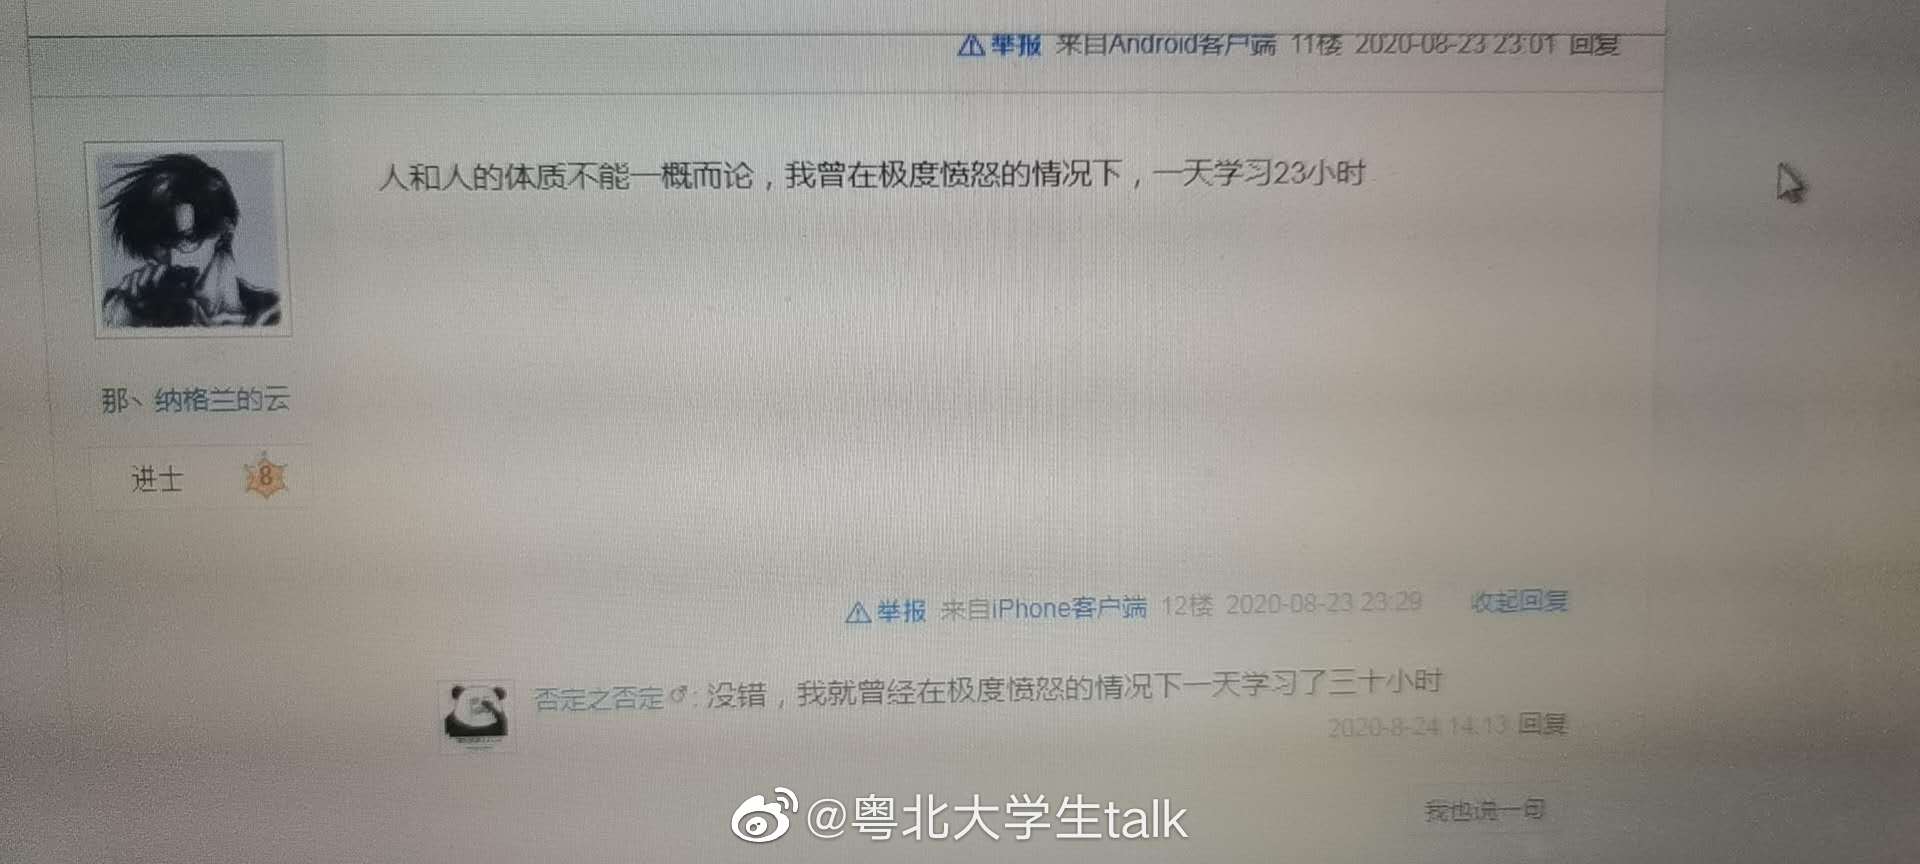 举报 来自Android客户端 11楼 2020-08-23 23:01 回复
人和人的体质不能一概而论，我曾在极度愤怒的情况下，一天学习23小时
那丶纳格兰的云
进士 8
举报 来自iPhone客户端 12楼 2020-08-23 23:29 收起回复
否定之否定♂: 没错，我就曾经在极度愤怒的情况下一天学习了三十小时
2020-8-24 14:13 回复
我也说一句
@粤北大学生talk